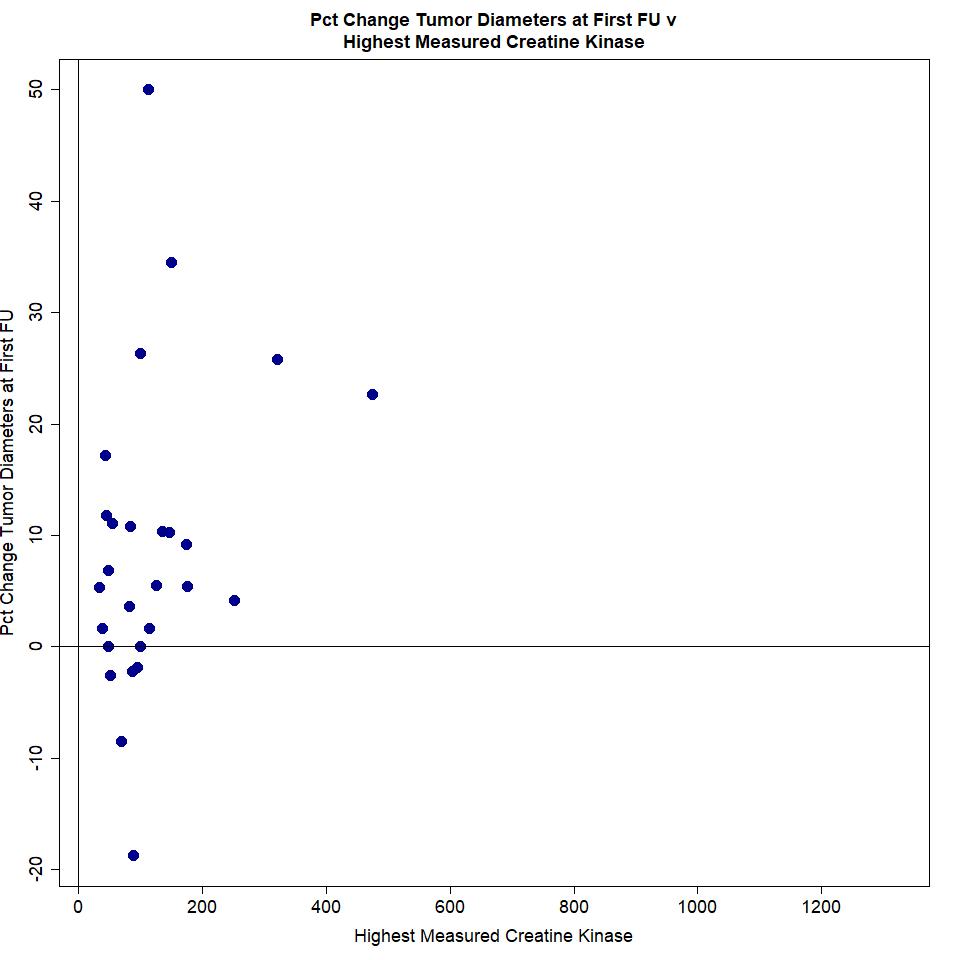 Pct Change Tumor Diameters at First FU v
Highest Measured Creatine Kinase
Pct Change Tumor Diameters at First FU
50
40
30
20
10
0
-10
-20
0 200 400 600 800 1000 1200
Highest Measured Creatine Kinase